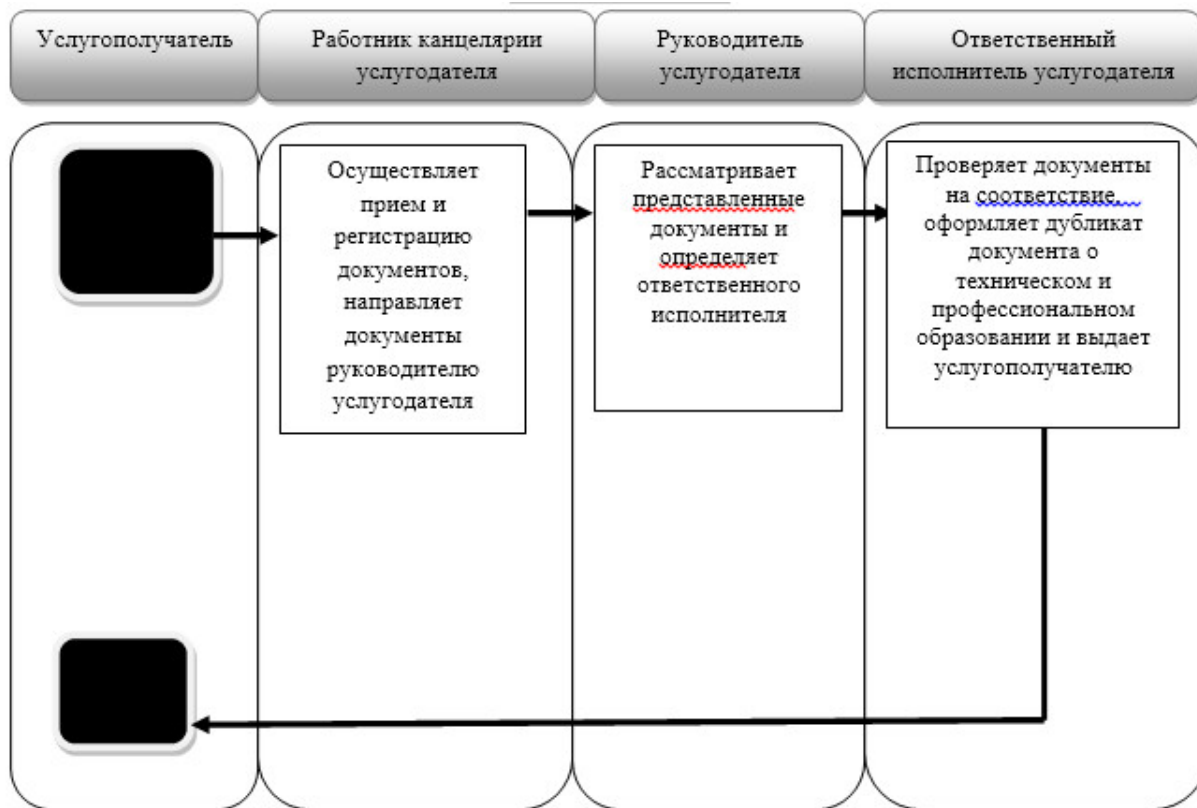 Услугополучатель
Работник канцелярии
услугодателя
Руководитель
услугодателя
Ответственный
исполнитель услугодателя
Осуществляет
прием и
регистрацию
документов,
направляет
документы
руководителю
услугодателя
Рассматривает
представленные
документы и
определяет
ответственного
исполнителя
Проверяет документы
на соответствие,
оформляет дубликат
документа о
техническом и
профессиональном
образовании и выдает
услугополучателю